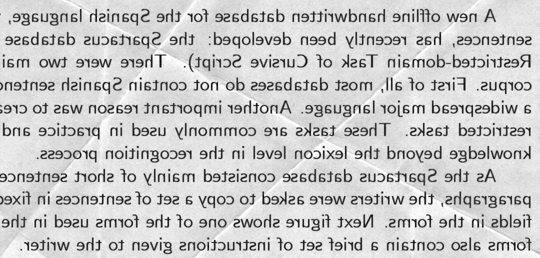 A new offline handwritten database for the Spanish language,
sentences, has recently been developed: the Spartacus database
Restricted-domain Task of Cursive Script). There were two
corpus. First of all, most databases do not contain Spanish
a widespread major language. Another important reason was to
restricted tasks. These tasks are commonly used in practice and
knowledge beyond the lexicon level in the recognition process.
As the Spartacus database consisted mainly of short
paragraphs, the writers were asked to copy a set of sentences in
fields in the forms. Next figure shows one of the forms used in the
forms also contain a brief set of instructions given to the writer.